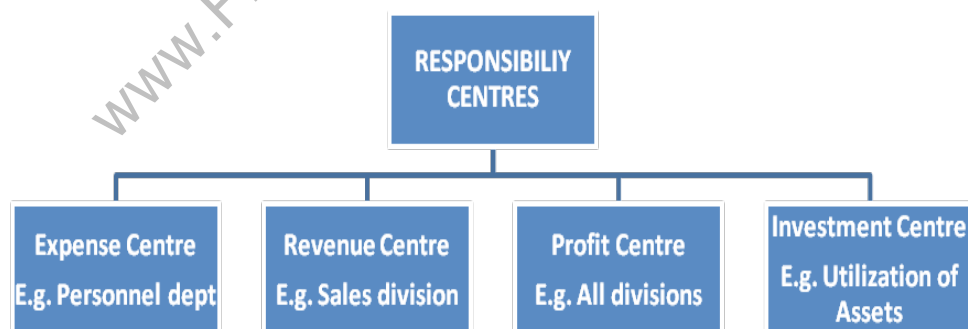 www.F
RESPONSIBILIY
CENTRES
Expense Centre
E.g. Personnel dept
Revenue Centre
E.g. Sales division
Profit Centre
E.g. All divisions
Investment Centre
E.g. Utilization of
Assets